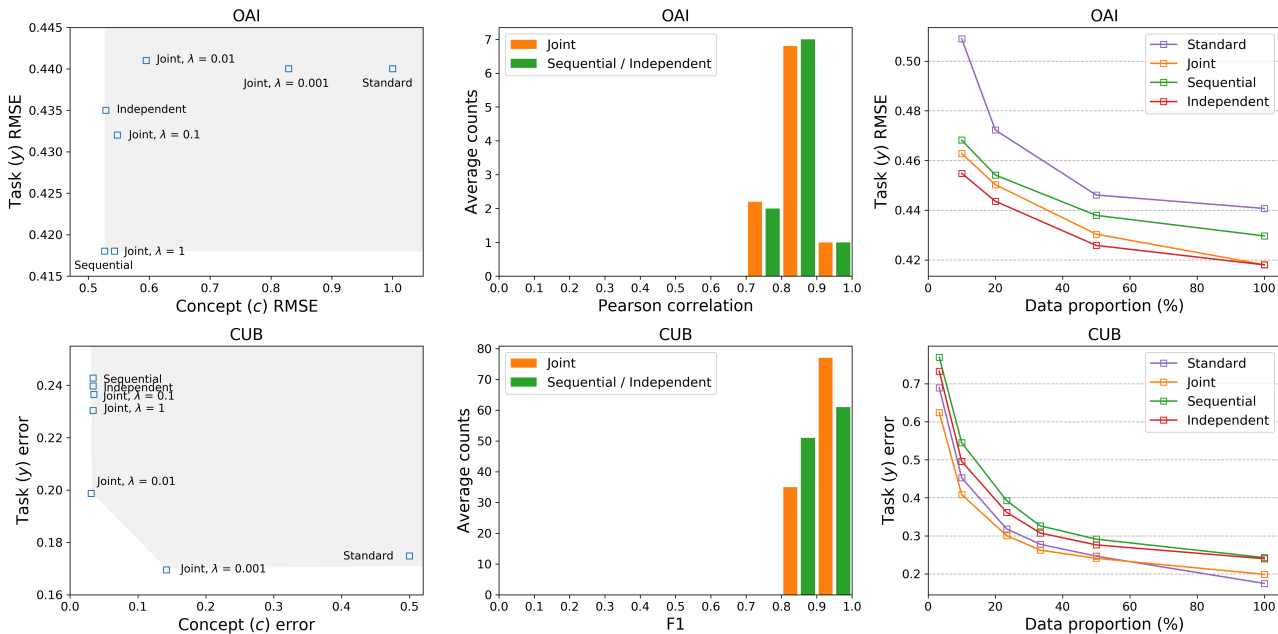 OAI
0.445
0.440
0.435
0.430
0.425
0.420
0.415
Task (y) RMSE
Joint, λ = 0.01
Joint, λ = 0.001
Standard
Independent
Joint, λ = 0.1
Joint, λ = 1
Sequential
0.5 0.6 0.7 0.8 0.9 1.0
Concept (c) RMSE
OAI
7
6
5
4
3
2
1
0
Average counts
Joint
Sequential / Independent
0.0 0.1 0.2 0.3 0.4 0.5 0.6 0.7 0.8 0.9 1.0
Pearson correlation
OAI
0.50
0.48
0.46
0.44
0.42
Task (y) RMSE
Standard
Joint
Sequential
Independent
0 20 40 60 80 100
Data proportion (%)
CUB
0.24
0.22
0.20
0.18
0.16
Task (y) error
Sequential
Independent
Joint, λ = 0.1
Joint, λ = 1
Joint, λ = 0.01
Standard
Joint, λ = 0.001
0.0 0.1 0.2 0.3 0.4 0.5
Concept (c) error
CUB
80
70
60
50
40
30
20
10
0
Average counts
Joint
Sequential / Independent
0.0 0.1 0.2 0.3 0.4 0.5 0.6 0.7 0.8 0.9 1.0
F1
CUB
0.7
0.6
0.5
0.4
0.3
0.2
Task (y) error
Standard
Joint
Sequential
Independent
0 20 40 60 80 100
Data proportion (%)